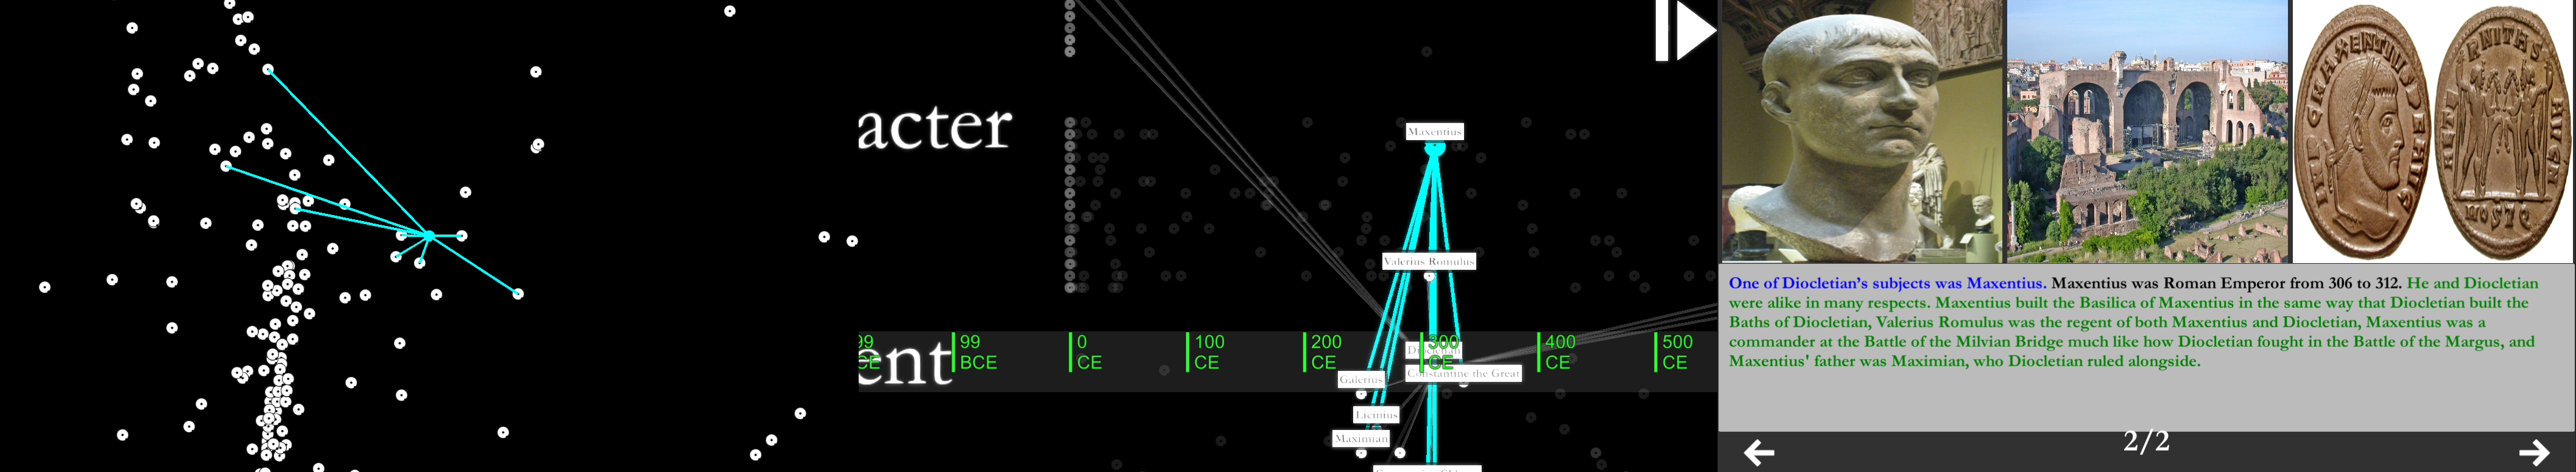 acter
Maxentius
Valerius Romulus
99
CE
99
BCE
0
CE
100
CE
200
CE
300
CE
400
CE
500
CE
Diocletian
Constantine the Great
ent
Galerius
Licinius
Maximian
One of Diocletian's subjects was Maxentius. Maxentius was Roman Emperor from 306 to 312. He and Diocletian
were alike in many respects. Maxentius built the Basilica of Maxentius in the same way that Diocletian built the
Baths of Diocletian, Valerius Romulus was the regent of both Maxentius and Diocletian, Maxentius was a
commander at the Battle of the Milvian Bridge much like how Diocletian fought in the Battle of the Margus, and
Maxentius' father was Maximian, who Diocletian ruled alongside.
2/2